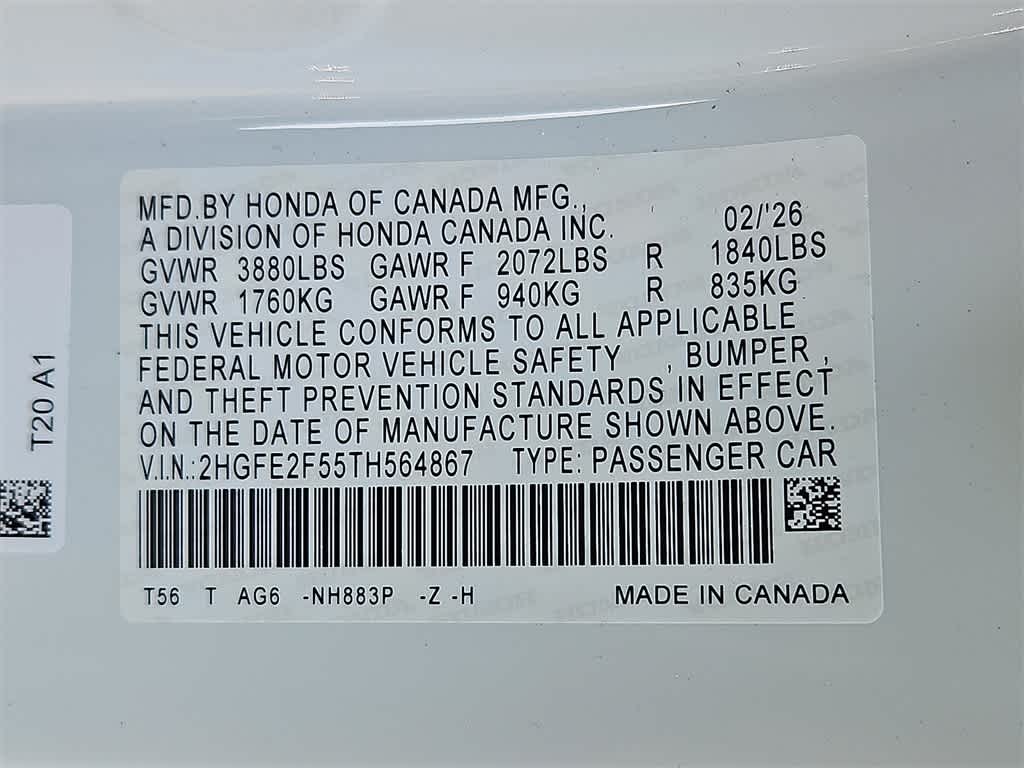 MFD.BY HONDA OF CANADA MFG.,
A DIVISION OF HONDA CANADA INC. 02/'26
GVWR 3880LBS GAWR F 2072LBS R 1840LBS
GVWR 1760KG GAWR F 940KG R 835KG
THIS VEHICLE CONFORMS TO ALL APPLICABLE
FEDERAL MOTOR VEHICLE SAFETY , BUMPER ,
AND THEFT PREVENTION STANDARDS IN EFFECT
ON THE DATE OF MANUFACTURE SHOWN ABOVE.
V.I.N.:2HGFE2F55TH564867 TYPE: PASSENGER CAR
T56 T AG6 -NH883P -Z -H MADE IN CANADA
T20 A1